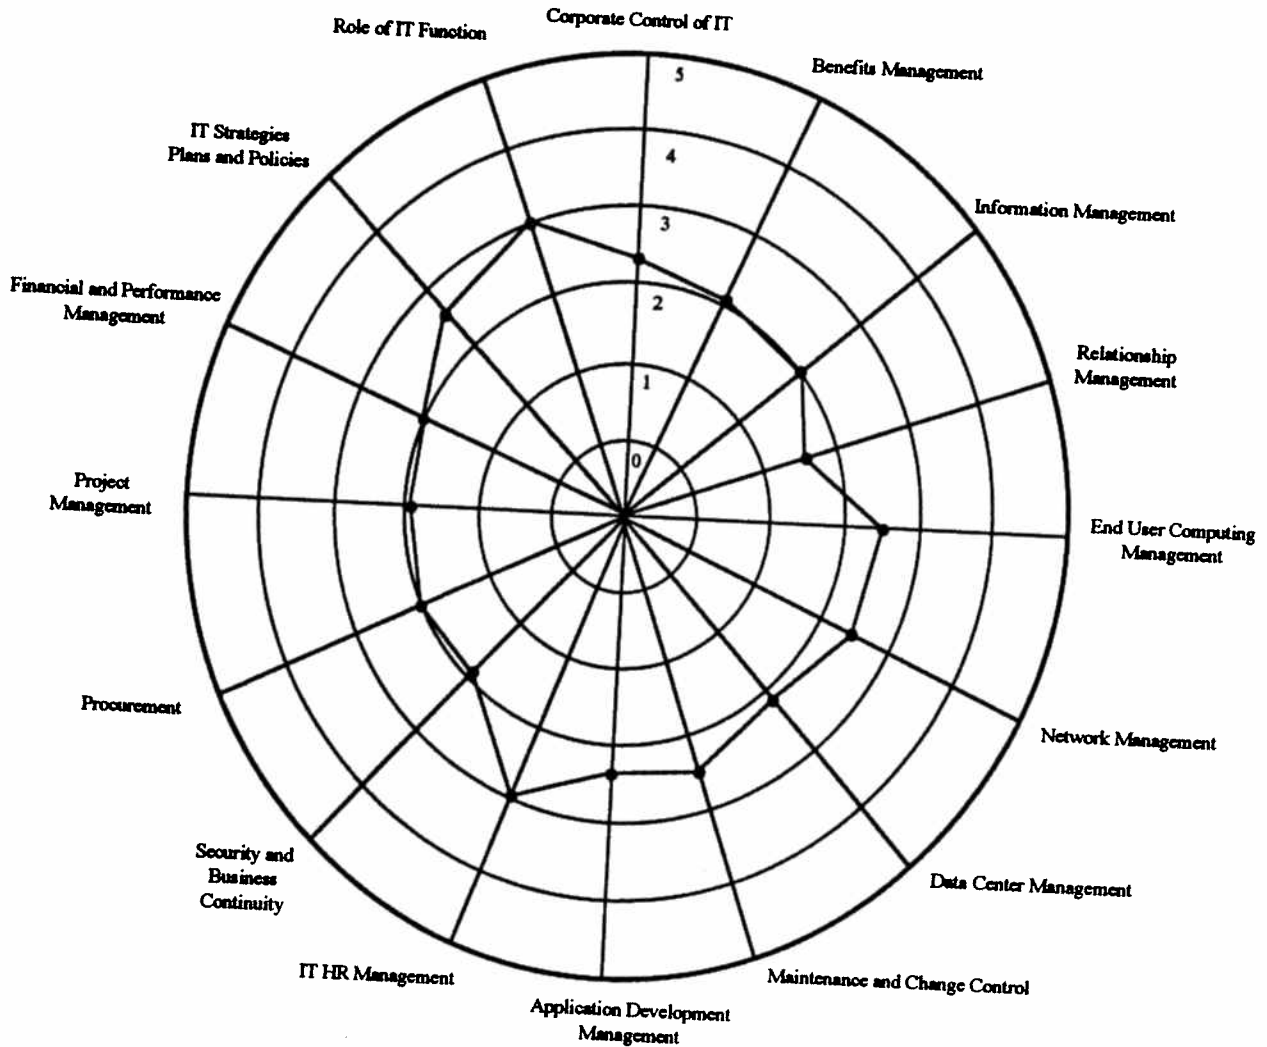 Corporate Control of IT
Role of IT Function
Benefits Management
IT Strategies
Plans and Policies
Information Management
Financial and Performance
Management
Relationship
Management
Project
Management
End User Computing
Management
Procurement
Network Management
Security and
Business
Continuity
Data Center Management
IT HR Management
Maintenance and Change Control
Application Development
Management
5
4
3
2
1
0